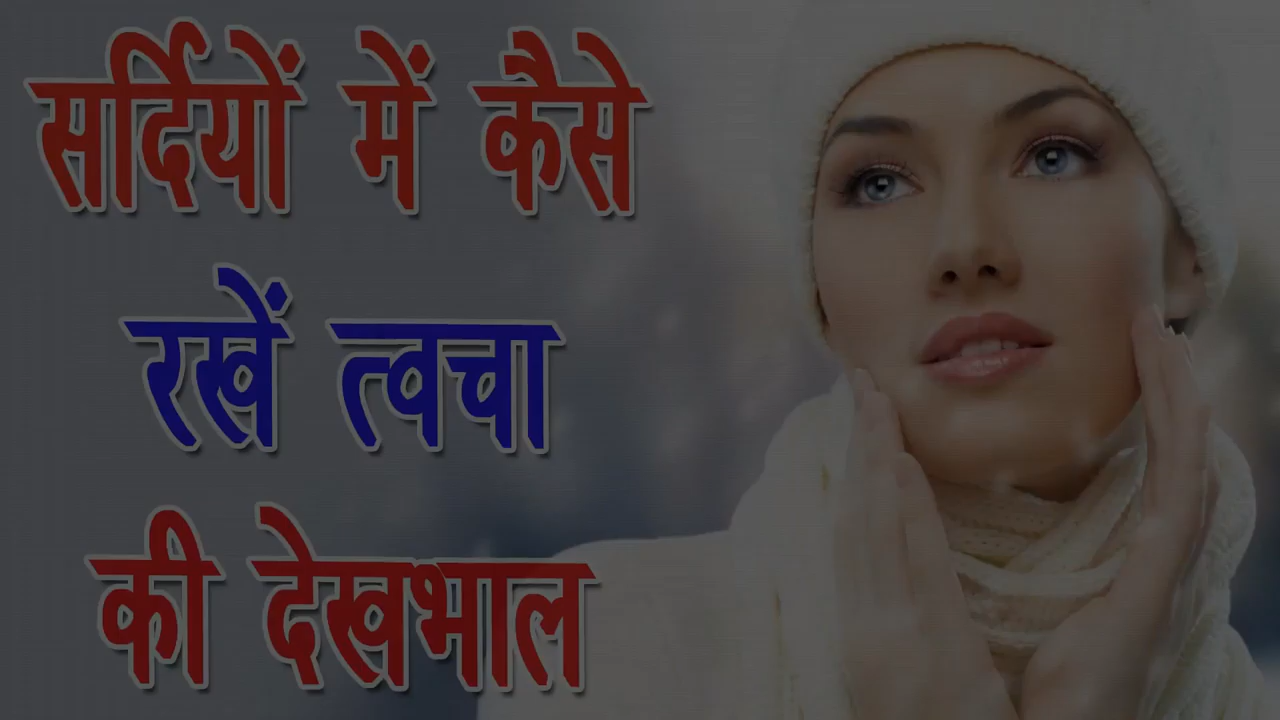 सर्दियों में कैसे
रखें त्वचा
की देखभाल